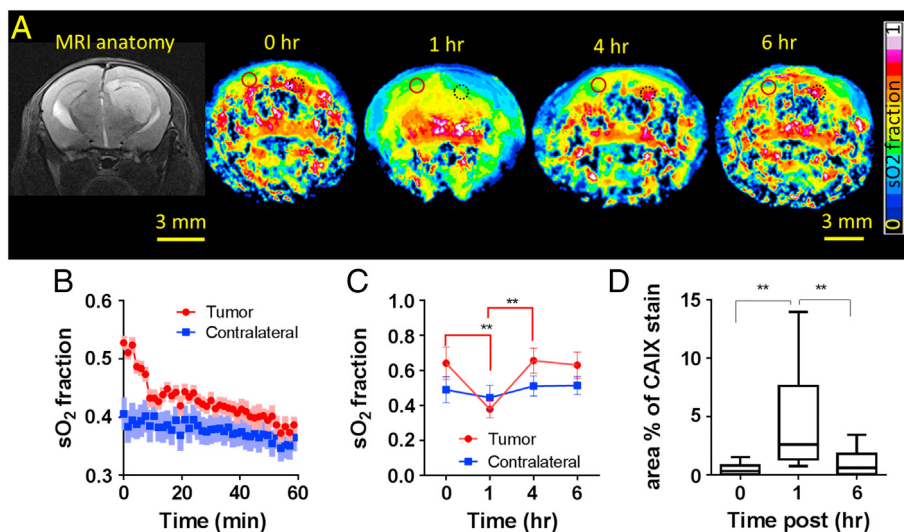 A
MRI anatomy
0 hr
1 hr
4 hr
6 hr
3 mm
3 mm
1
sO2 fraction
0
B
0.6
0.5
0.4
0.3
sO₂ fraction
Tumor
Contralateral
0
20
40
60
Time (min)
C
1.0
0.8
0.6
0.4
0.2
0.0
sO₂ fraction
**
**
Tumor
Contralateral
0
1
4
6
Time (hr)
D
15
10
5
0
area % of CAIX stain
**
**
0
1
6
Time post (hr)